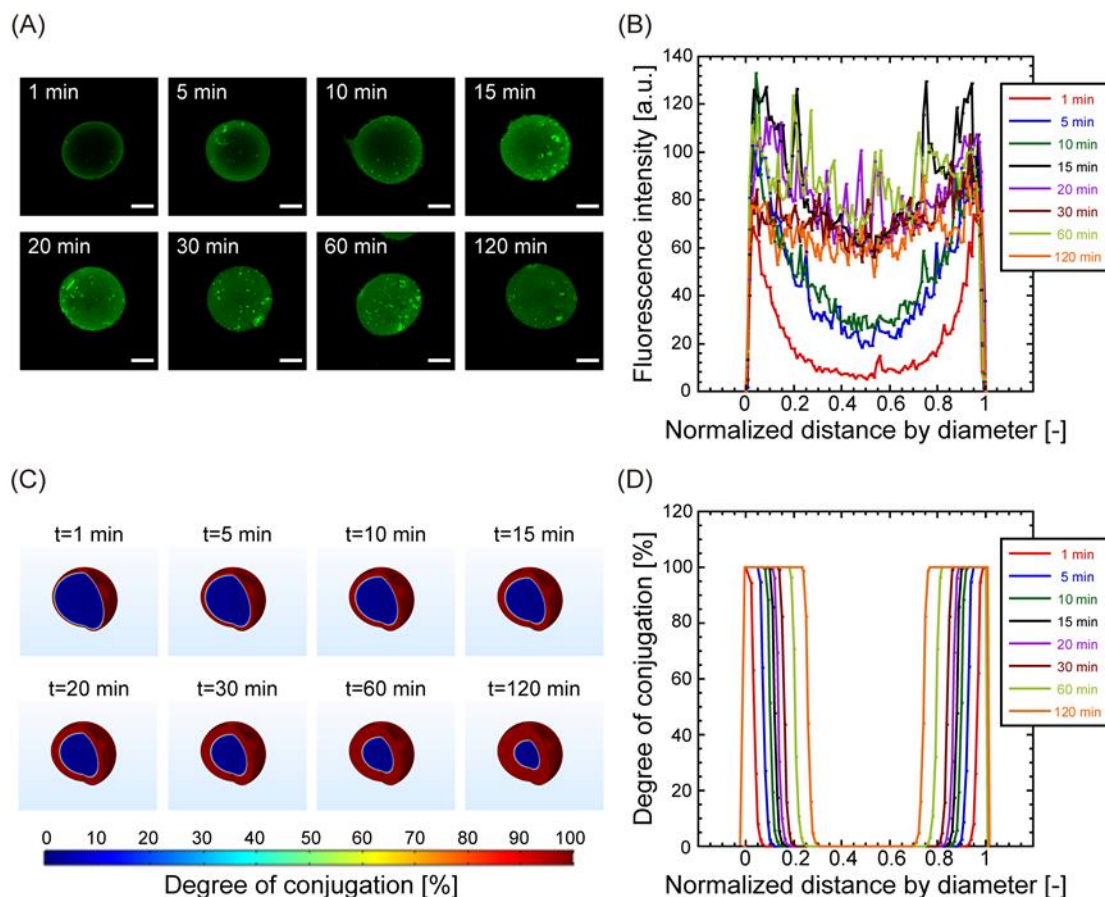 (A)
1 min
5 min
10 min
15 min
20 min
30 min
60 min
120 min
(B)
Fluorescence intensity [a.u.]
140
120
100
80
60
40
20
0
0
0.2
0.4
0.6
0.8
1
Normalized distance by diameter [-]
1 min
5 min
10 min
15 min
20 min
30 min
60 min
120 min
(C)
t=1 min
t=5 min
t=10 min
t=15 min
t=20 min
t=30 min
t=60 min
t=120 min
0 10 20 30 40 50 60 70 80 90 100
Degree of conjugation [%]
(D)
Degree of conjugation [%]
120
100
80
60
40
20
0
0
0.2
0.4
0.6
0.8
1
Normalized distance by diameter [-]
1 min
5 min
10 min
15 min
20 min
30 min
60 min
120 min